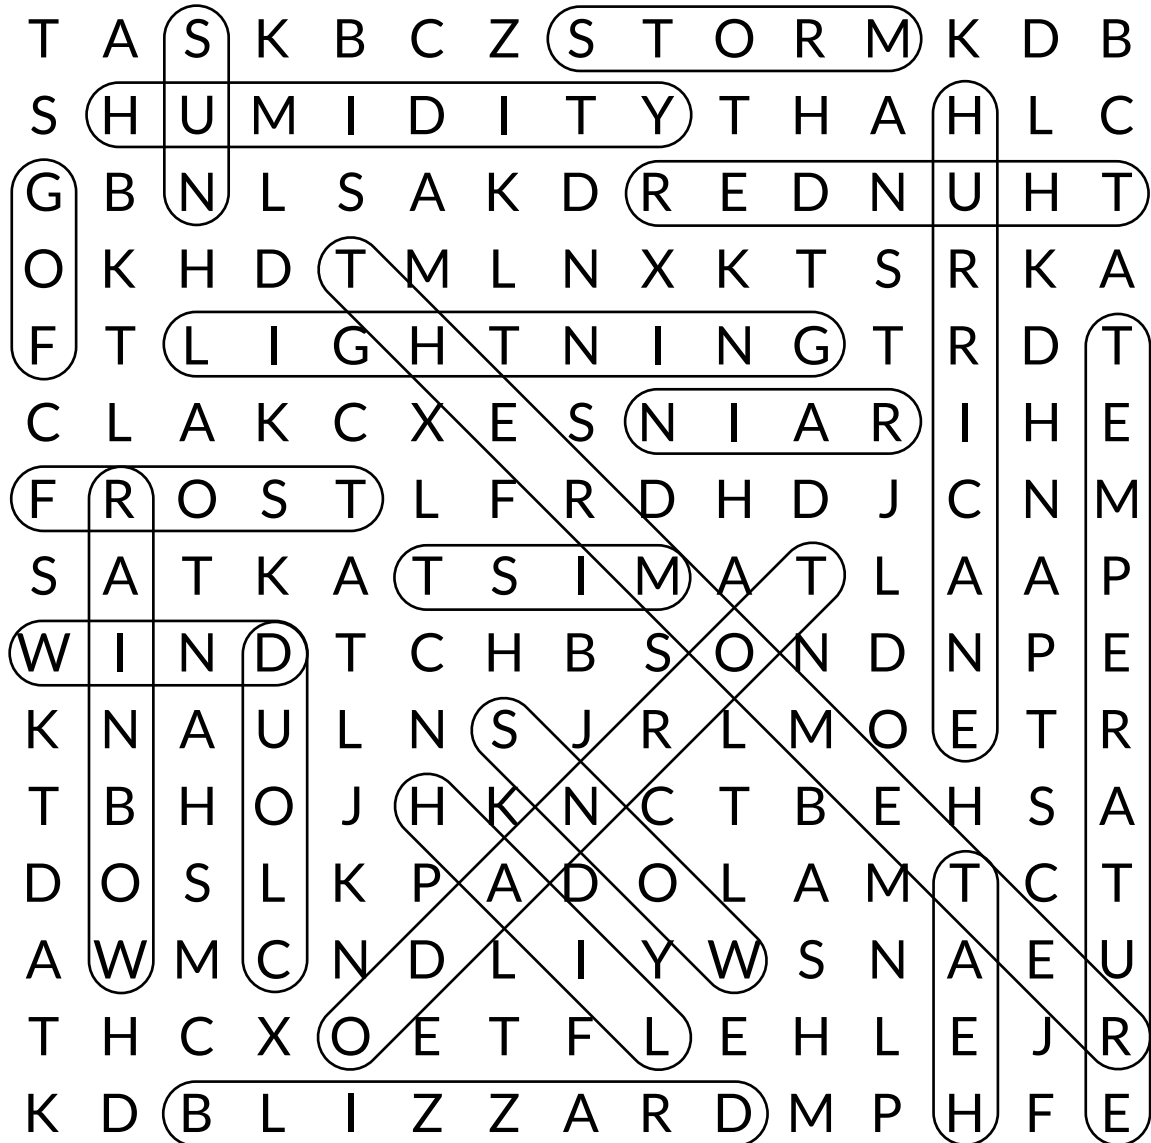 T A S K B C Z S T O R M K D B
S H U M I D I T Y T H A H L C
G B N L S A K D R E D N U H T
O K H D T M L N X K T S R K A
F T L I G H T N I N G T R D T
C L A K C X E S N I A R I H E
F R O S T L F R D H D J C N M
S A T K A T S I M A T L A A P
W I N D T C H B S O N D N P E
K N A U L N S J R L M O E T R
T B H O J H K N C T B E H S A
D O S L K P A D O L A M T C T
A W M C N D L I Y W S N A E U
T H C X O E T F L E H L E J R
K D B L I Z Z A R D M P H F E